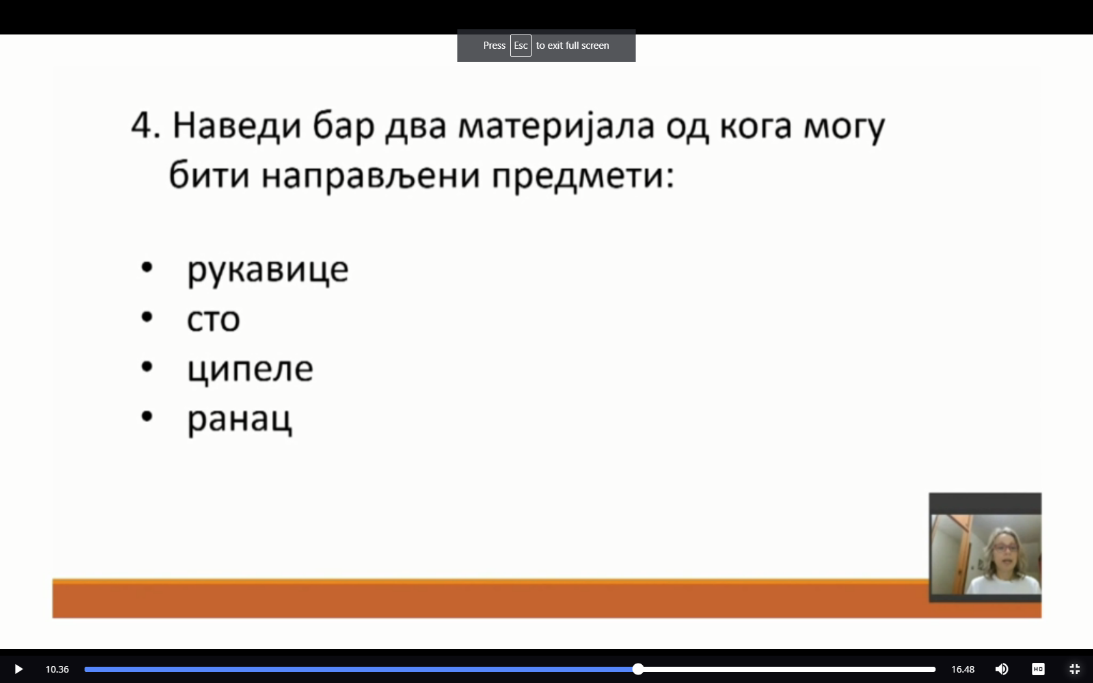 Press Esc to exit full screen
4. Наведи бар два материјала од кога могу
бити направљени предмети:
• рукавице
• сто
• ципеле
• ранац
10.36
16.48
HD